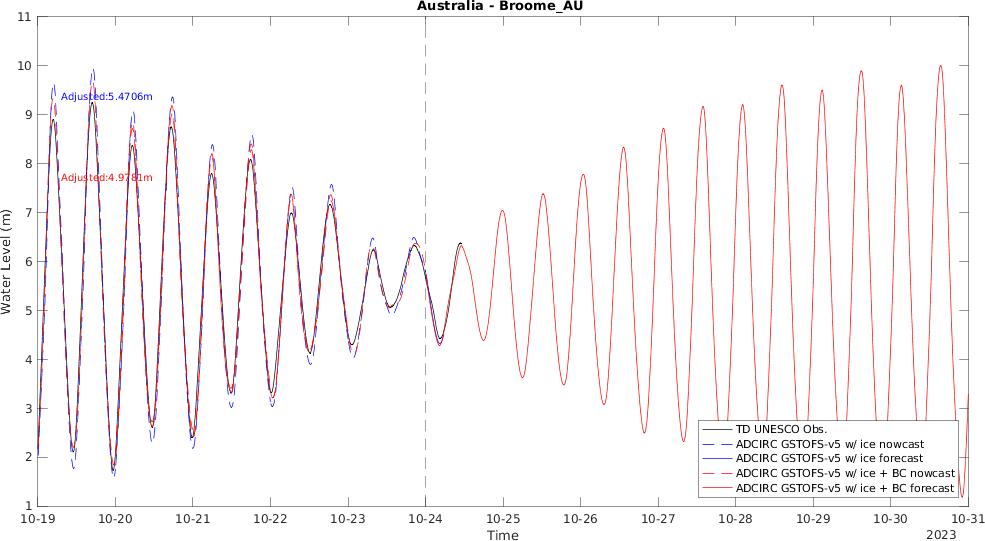 Australia - Broome_AU
Water Level (m)
11
10
9
8
7
6
5
4
3
2
1
Adjusted:5.4706m
Adjusted:4.9781m
TD UNESCO Obs.
ADCIRC GSTOFS-v5 w/ ice nowcast
ADCIRC GSTOFS-v5 w/ ice forecast
ADCIRC GSTOFS-v5 w/ ice + BC nowcast
ADCIRC GSTOFS-v5 w/ ice + BC forecast
10-19 10-20 10-21 10-22 10-23 10-24 10-25 10-26 10-27 10-28 10-29 10-30 10-31
Time
2023